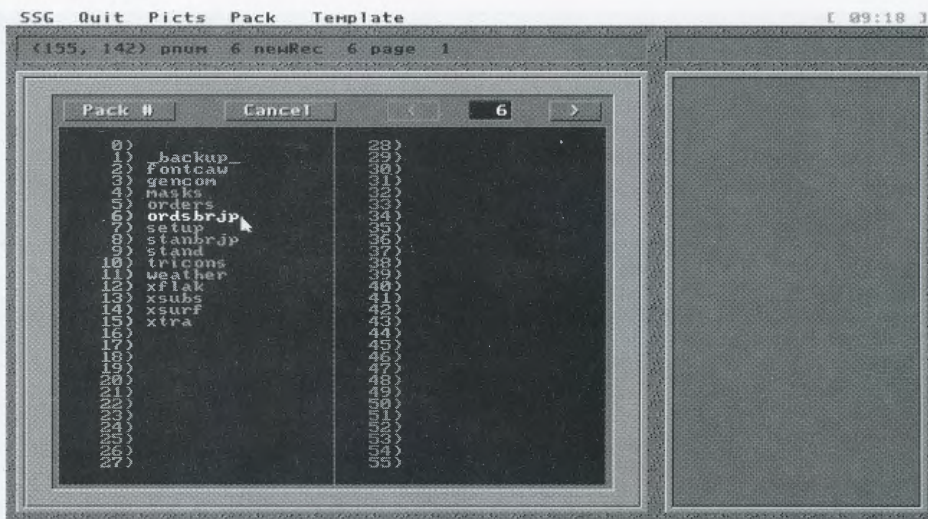 SSG Quit Picts Pack Template [ 09:18 ]
(155, 142) pnum 6 newRec 6 page 1
Pack # Cancel < 6 >
0)
1) _backup_
2) fontcaw
3) gencom
4) masks
5) orders
6) ordsbrjp
7) setup
8) stanbrjp
9) stand
10) tricons
11) weather
12) xflak
13) xsubs
14) xsurf
15) xtra
16)
17)
18)
19)
20)
21)
22)
23)
24)
25)
26)
27)
28)
29)
30)
31)
32)
33)
34)
35)
36)
37)
38)
39)
40)
41)
42)
43)
44)
45)
46)
47)
48)
49)
50)
51)
52)
53)
54)
55)